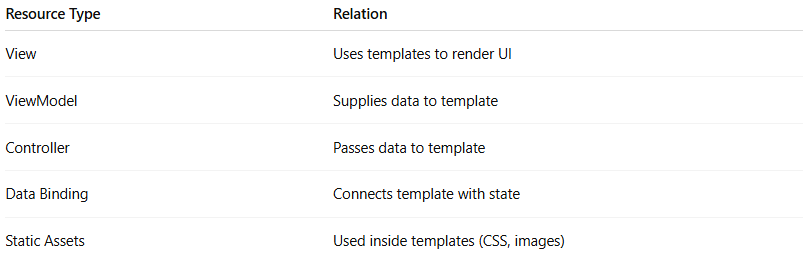 Resource Type Relation
View Uses templates to render UI
ViewModel Supplies data to template
Controller Passes data to template
Data Binding Connects template with state
Static Assets Used inside templates (CSS, images)